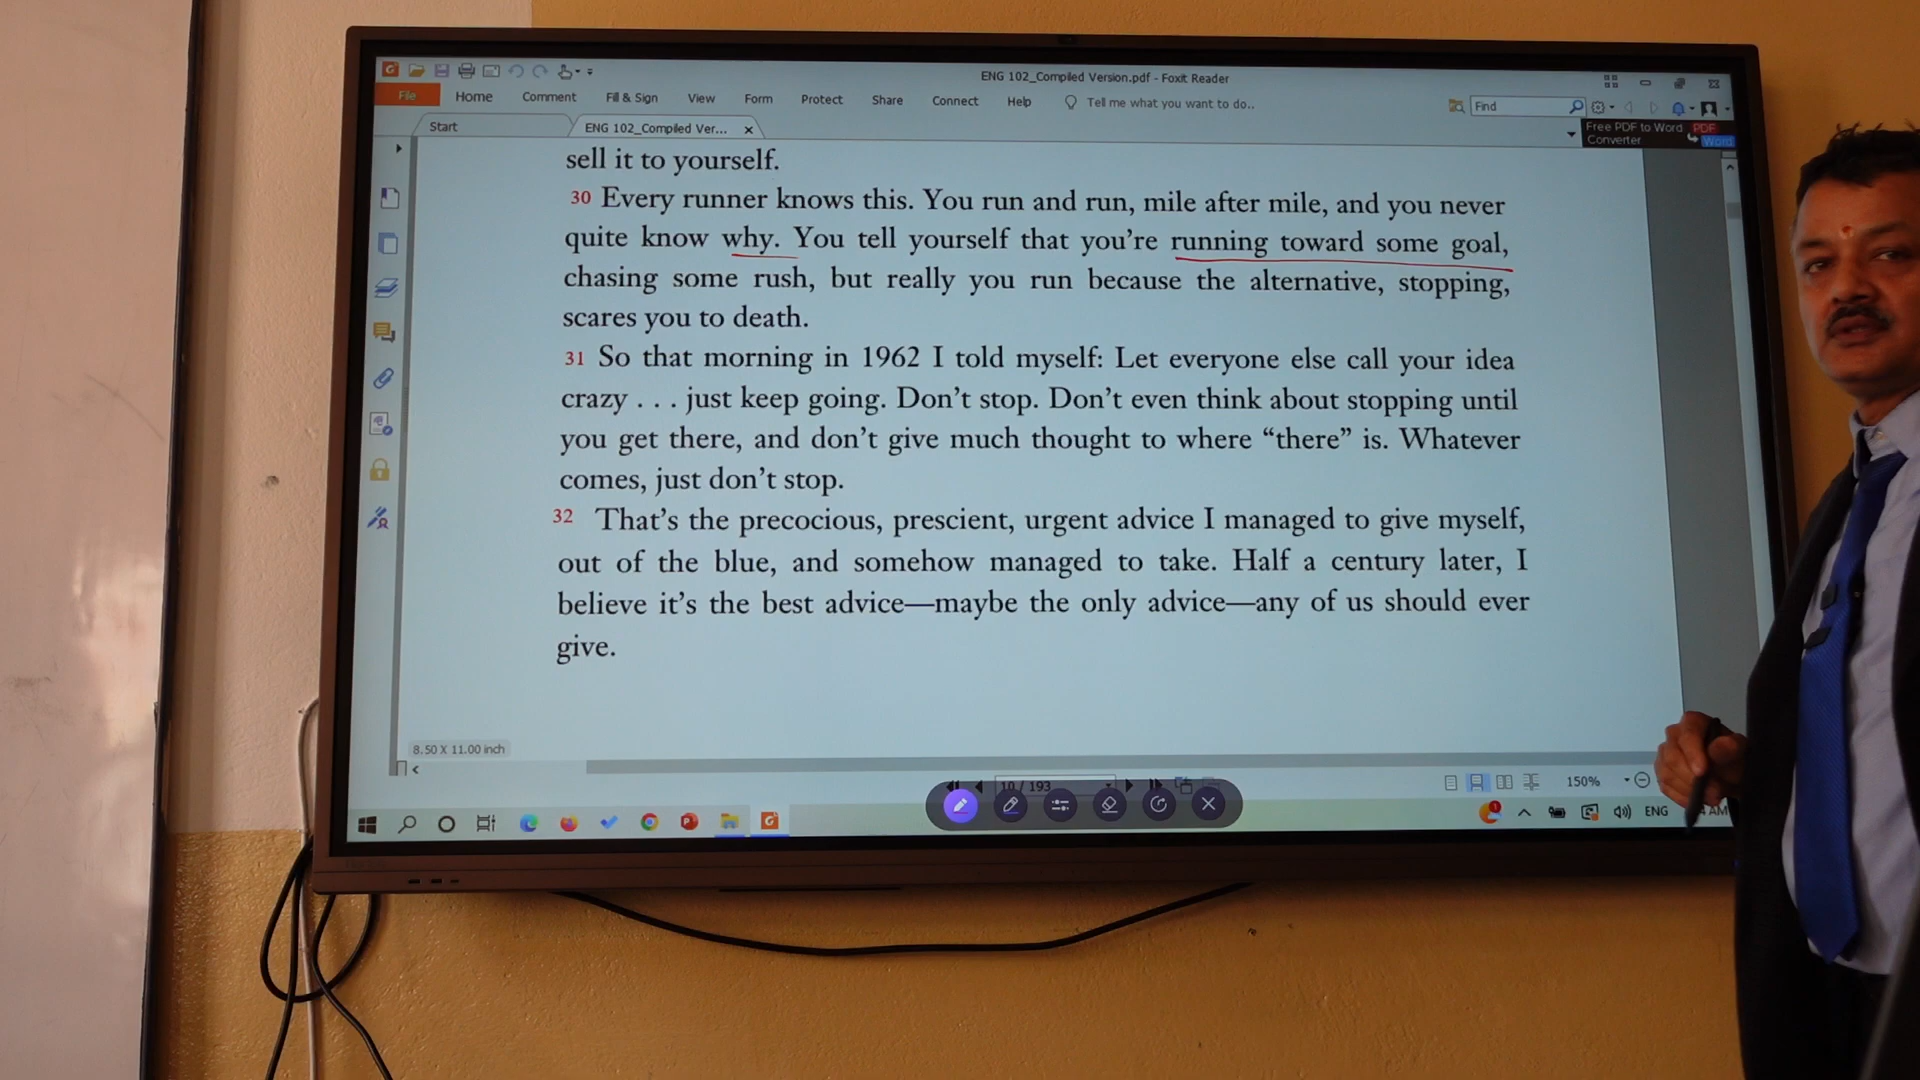 ENG 102_Compiled Version.pdf - Foxit Reader
File Home Comment Fill & Sign View Form Protect Share Connect Help Tell me what you want to do.. Find
Start ENG 102_Compiled Ver... Free PDF to Word PDF
Converter Word
sell it to yourself.
30 Every runner knows this. You run and run, mile after mile, and you never
quite know why. You tell yourself that you’re running toward some goal,
chasing some rush, but really you run because the alternative, stopping,
scares you to death.
31 So that morning in 1962 I told myself: Let everyone else call your idea
crazy . . . just keep going. Don’t stop. Don’t even think about stopping until
you get there, and don’t give much thought to where “there” is. Whatever
comes, just don’t stop.
32 That’s the precocious, prescient, urgent advice I managed to give myself,
out of the blue, and somehow managed to take. Half a century later, I
believe it’s the best advice—maybe the only advice—any of us should ever
give.
8.50 X 11.00 inch
10 / 193 150%
ENG AM